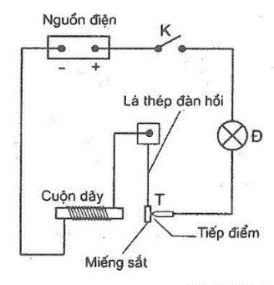 Nguồn điện
K
- +
Lá thép đàn hồi
Đ
Cuộn dây
T
Tiếp điểm
Miếng sắt